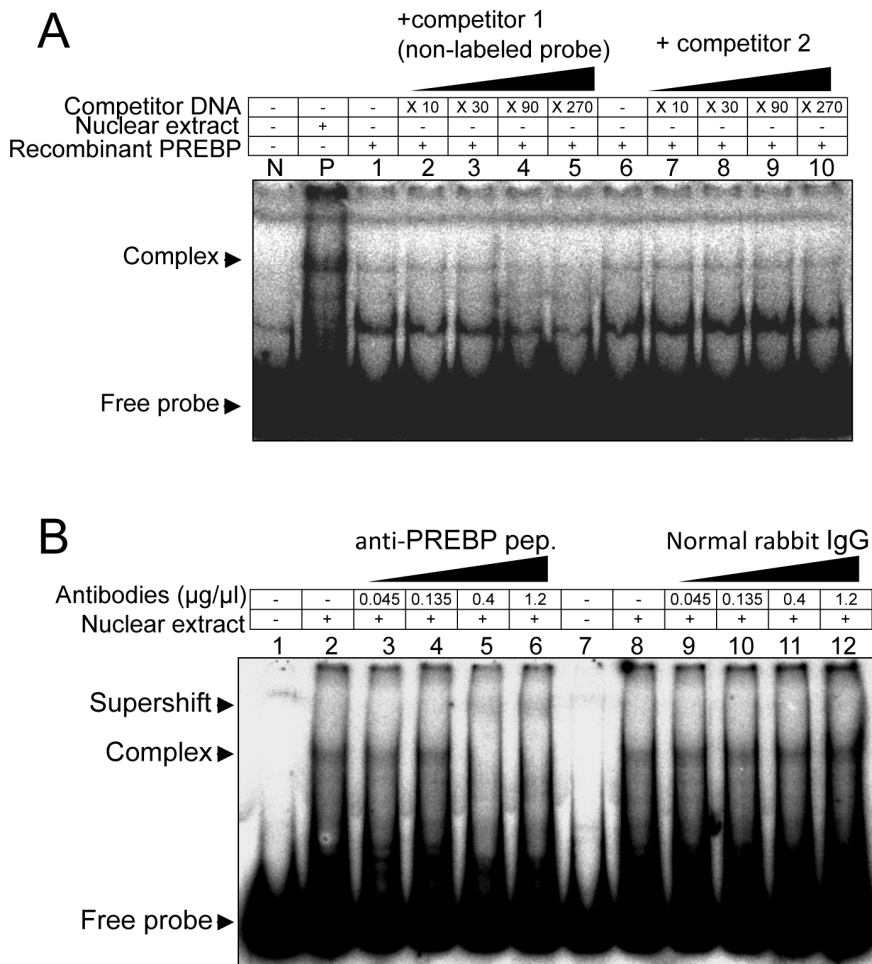 A
+competitor 1
(non-labeled probe)
+ competitor 2
Competitor DNA - - - X 10 X 30 X 90 X 270 - X 10 X 30 X 90 X 270
Nuclear extract - + - - - - - - - - - -
Recombinant PREBP - - + + + + + + + + + +
N P 1 2 3 4 5 6 7 8 9 10
Complex
Free probe
B
anti-PREBP pep.
Normal rabbit IgG
Antibodies (µg/µl) - - 0.045 0.135 0.4 1.2 - - 0.045 0.135 0.4 1.2
Nuclear extract - + + + + + - + + + + +
1 2 3 4 5 6 7 8 9 10 11 12
Supershift
Complex
Free probe